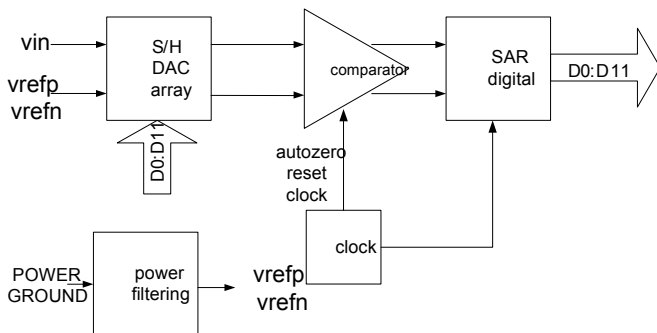 vin
vrefp
vrefn
S/H
DAC
array
comparator
SAR
digital
D0:D11
D0:D11
autozero
reset
clock
clock
POWER
GROUND
power
filtering
vrefp
vrefn